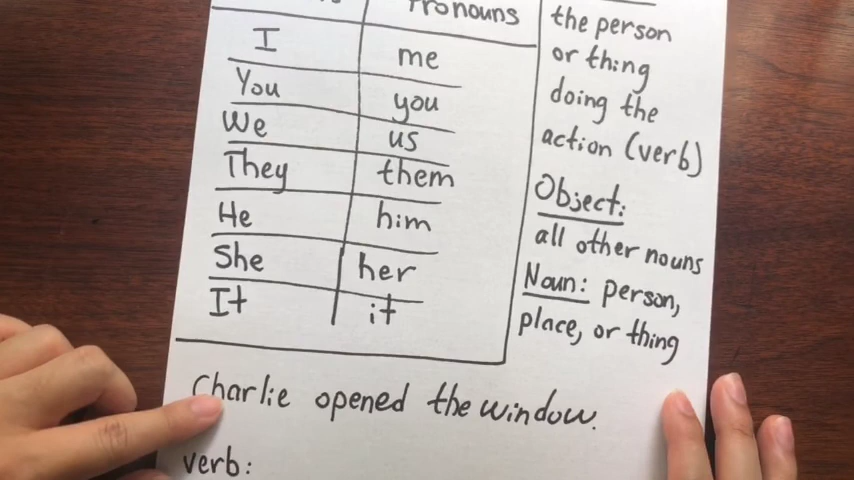 Pronouns
I me
You you
We us
They them
He him
She her
It it
the person
or thing
doing the
action (verb)
Object:
all other nouns
Noun: person,
place, or thing
Charlie opened the window.
verb: